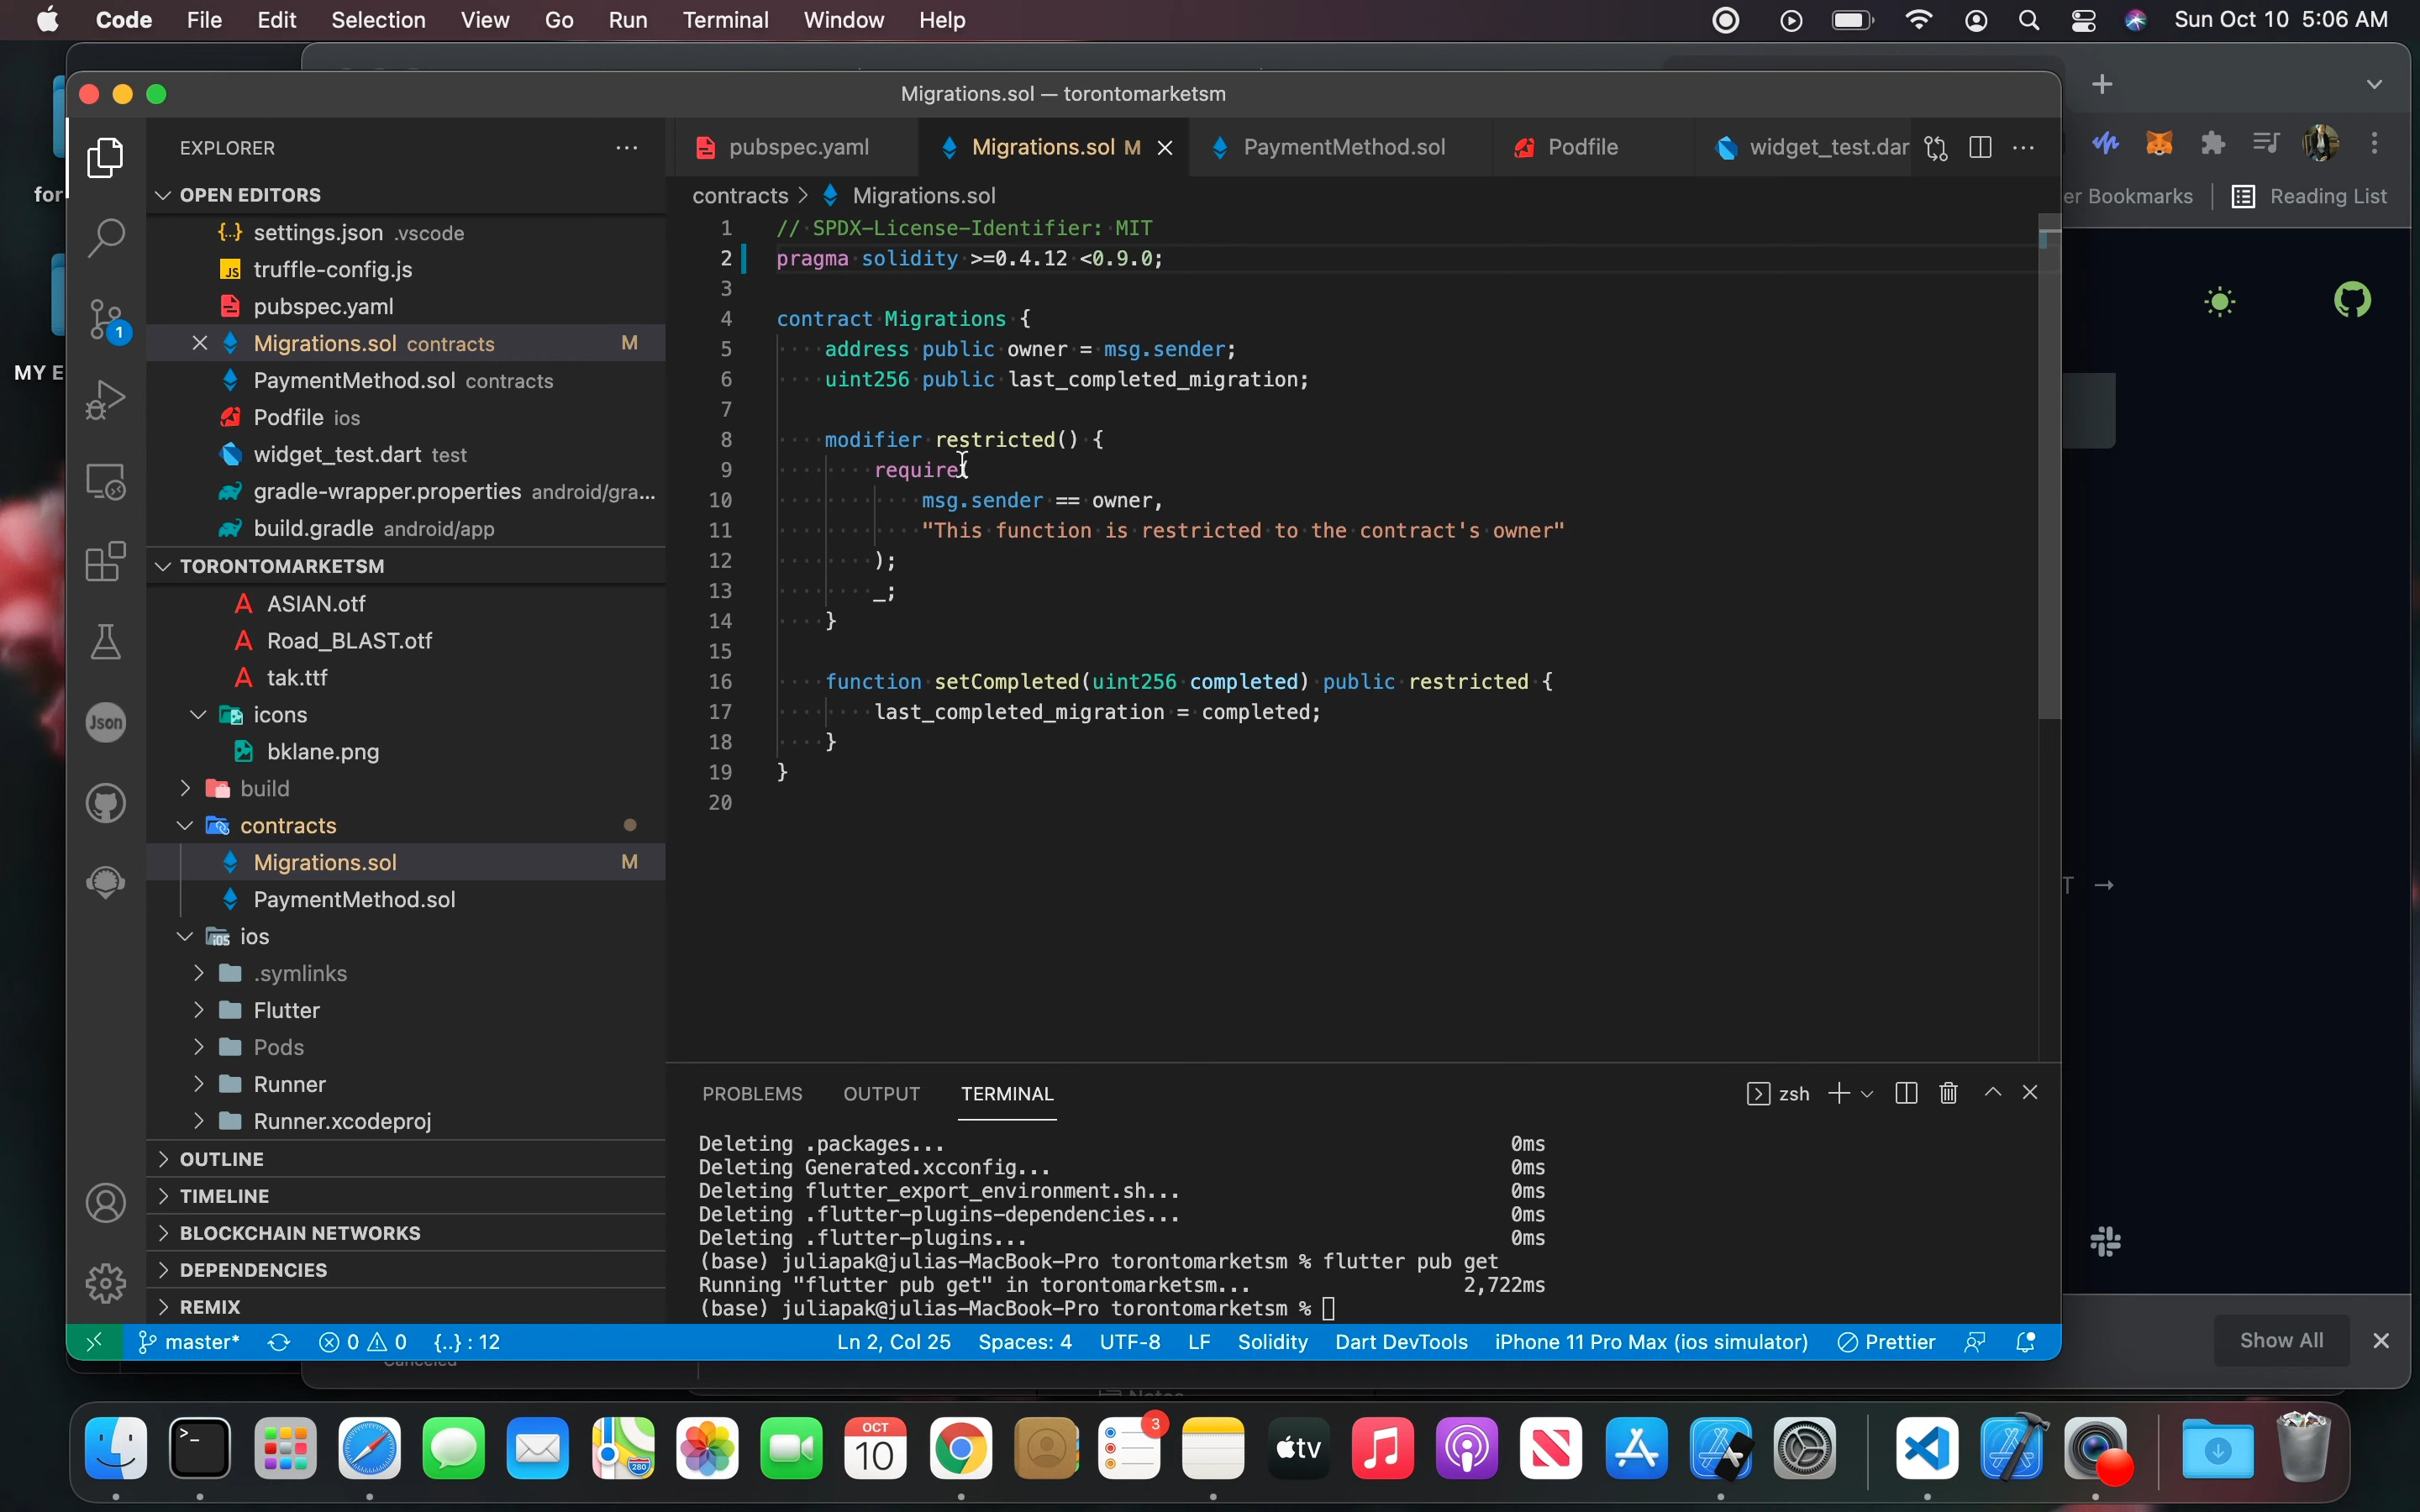 Code File Edit Selection View Go Run Terminal Window Help
Sun Oct 10 5:06 AM
Migrations.sol — torontomarketsm
EXPLORER
pubspec.yaml
Migrations.sol M
PaymentMethod.sol
Podfile
widget_test.dar
OPEN EDITORS
settings.json .vscode
truffle-config.js
pubspec.yaml
Migrations.sol contracts M
PaymentMethod.sol contracts
Podfile ios
widget_test.dart test
gradle-wrapper.properties android/gra...
build.gradle android/app
TORONTOMARKETSM
ASIAN.otf
Road_BLAST.otf
tak.ttf
icons
bklane.png
build
contracts
Migrations.sol M
PaymentMethod.sol
ios
.symlinks
Flutter
Pods
Runner
Runner.xcodeproj
OUTLINE
TIMELINE
BLOCKCHAIN NETWORKS
DEPENDENCIES
REMIX
contracts > Migrations.sol
1 // SPDX-License-Identifier: MIT
2 pragma solidity >=0.4.12 <0.9.0;
3
4 contract Migrations {
5 address public owner = msg.sender;
6 uint256 public last_completed_migration;
7
8 modifier restricted() {
9 require(
10 msg.sender == owner,
11 "This function is restricted to the contract's owner"
12 );
13 _;
14 }
15
16 function setCompleted(uint256 completed) public restricted {
17 last_completed_migration = completed;
18 }
19 }
20
PROBLEMS OUTPUT TERMINAL
zsh
Deleting .packages... 0ms
Deleting Generated.xcconfig... 0ms
Deleting flutter_export_environment.sh... 0ms
Deleting .flutter-plugins-dependencies... 0ms
Deleting .flutter-plugins... 0ms
(base) juliapak@julias-MacBook-Pro torontomarketsm % flutter pub get
Running "flutter pub get" in torontomarketsm... 2,722ms
(base) juliapak@julias-MacBook-Pro torontomarketsm %
master* 0 0 {..} : 12 Ln 2, Col 25 Spaces: 4 UTF-8 LF Solidity Dart DevTools iPhone 11 Pro Max (ios simulator) Prettier
for
MY E
er Bookmarks
Reading List
T →
Show All
1
Json
iOS
JS
OCT
10
3
280
tv